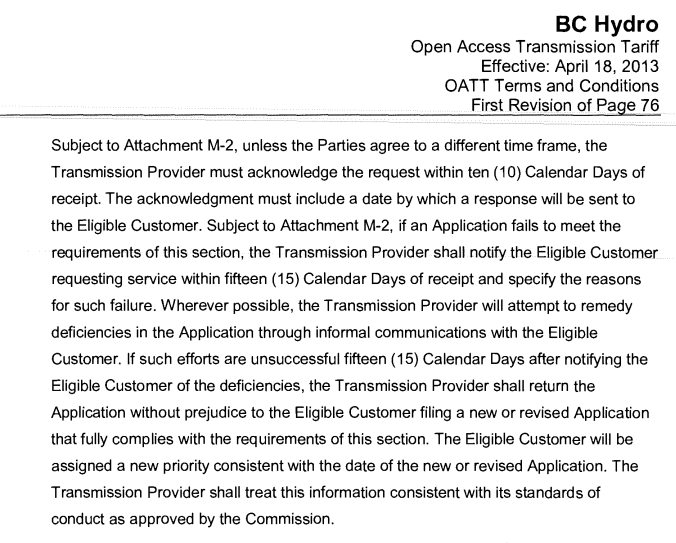 BC Hydro
Open Access Transmission Tariff
Effective: April 18, 2013
OATT Terms and Conditions
First Revision of Page 76
Subject to Attachment M-2, unless the Parties agree to a different time frame, the
Transmission Provider must acknowledge the request within ten (10) Calendar Days of
receipt. The acknowledgment must include a date by which a response will be sent to
the Eligible Customer. Subject to Attachment M-2, if an Application fails to meet the
requirements of this section, the Transmission Provider shall notify the Eligible Customer
requesting service within fifteen (15) Calendar Days of receipt and specify the reasons
for such failure. Wherever possible, the Transmission Provider will attempt to remedy
deficiencies in the Application through informal communications with the Eligible
Customer. If such efforts are unsuccessful fifteen (15) Calendar Days after notifying the
Eligible Customer of the deficiencies, the Transmission Provider shall return the
Application without prejudice to the Eligible Customer filing a new or revised Application
that fully complies with the requirements of this section. The Eligible Customer will be
assigned a new priority consistent with the date of the new or revised Application. The
Transmission Provider shall treat this information consistent with its standards of
conduct as approved by the Commission.